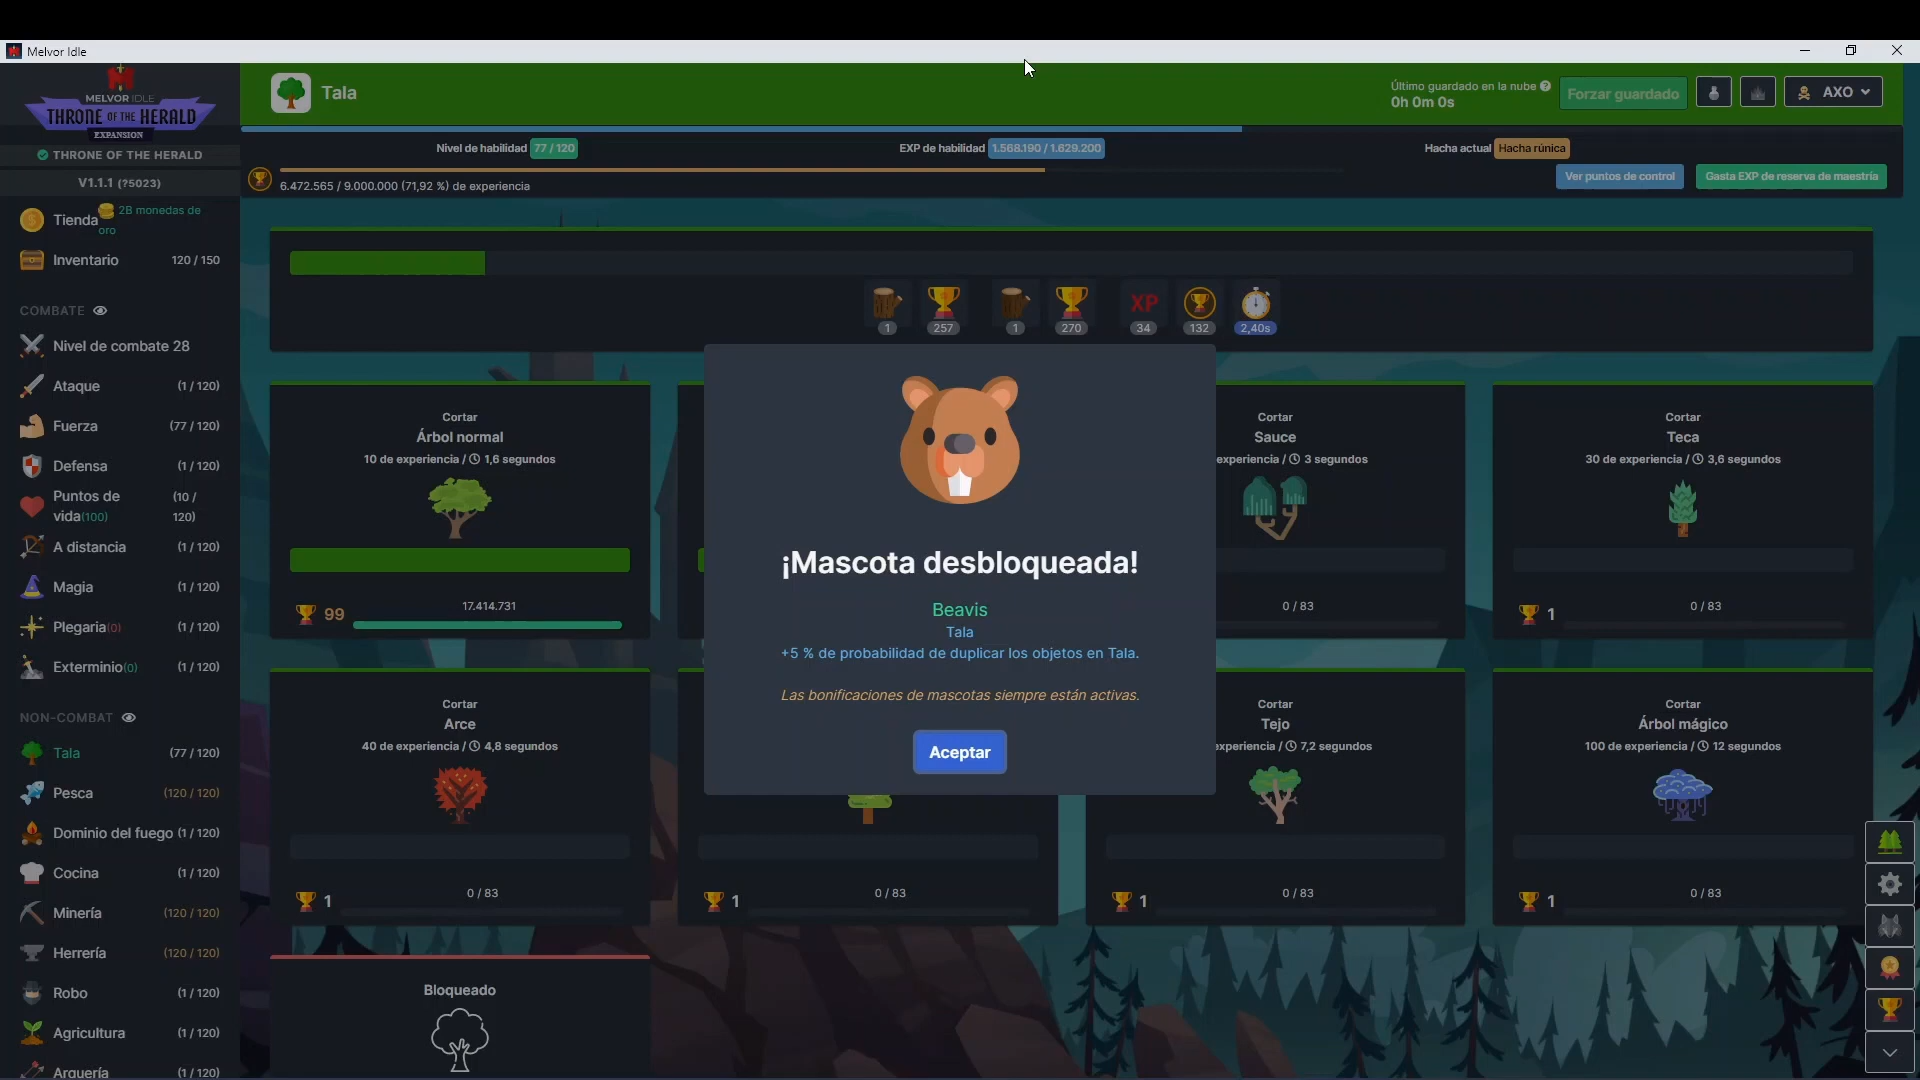 Melvor Idle
MELVOR IDLE
THRONE OF THE HERALD
EXPANSION
THRONE OF THE HERALD
V1.1.1 (?5023)
Tienda
2B monedas de
oro
Inventario 120 / 150
COMBATE
Nivel de combate 28
Ataque (1 / 120)
Fuerza (77 / 120)
Defensa (1 / 120)
Puntos de
vida(100)
(10 /
120)
A distancia (1 / 120)
Magia (1 / 120)
Plegaria(0) (1 / 120)
Exterminio(0) (1 / 120)
NON-COMBAT
Tala (77 / 120)
Pesca (120 / 120)
Dominio del fuego (1 / 120)
Cocina (1 / 120)
Minería (120 / 120)
Herrería (120 / 120)
Robo (1 / 120)
Agricultura (1 / 120)
Arquería (1 / 120)
Tala
Último guardado en la nube
0h 0m 0s
Forzar guardado
AXO
Nivel de habilidad 77 / 120
EXP de habilidad 1.568.190 / 1.629.200
Hacha actual Hacha rúnica
6.472.565 / 9.000.000 (71,92 %) de experiencia
Ver puntos de control
Gasta EXP de reserva de maestría
XP
1 257 1 270 34 132 2,40s
Cortar
Árbol normal
10 de experiencia / 1,6 segundos
99
17.414.731
¡Mascota desbloqueada!
Beavis
Tala
+5 % de probabilidad de duplicar los objetos en Tala.
Las bonificaciones de mascotas siempre están activas.
Aceptar
Cortar
Sauce
experiencia / 3 segundos
0 / 83
Cortar
Teca
30 de experiencia / 3,6 segundos
1
0 / 83
Cortar
Arce
40 de experiencia / 4,8 segundos
1
0 / 83
1
0 / 83
Cortar
Tejo
experiencia / 7,2 segundos
1
0 / 83
Cortar
Árbol mágico
100 de experiencia / 12 segundos
1
0 / 83
Bloqueado